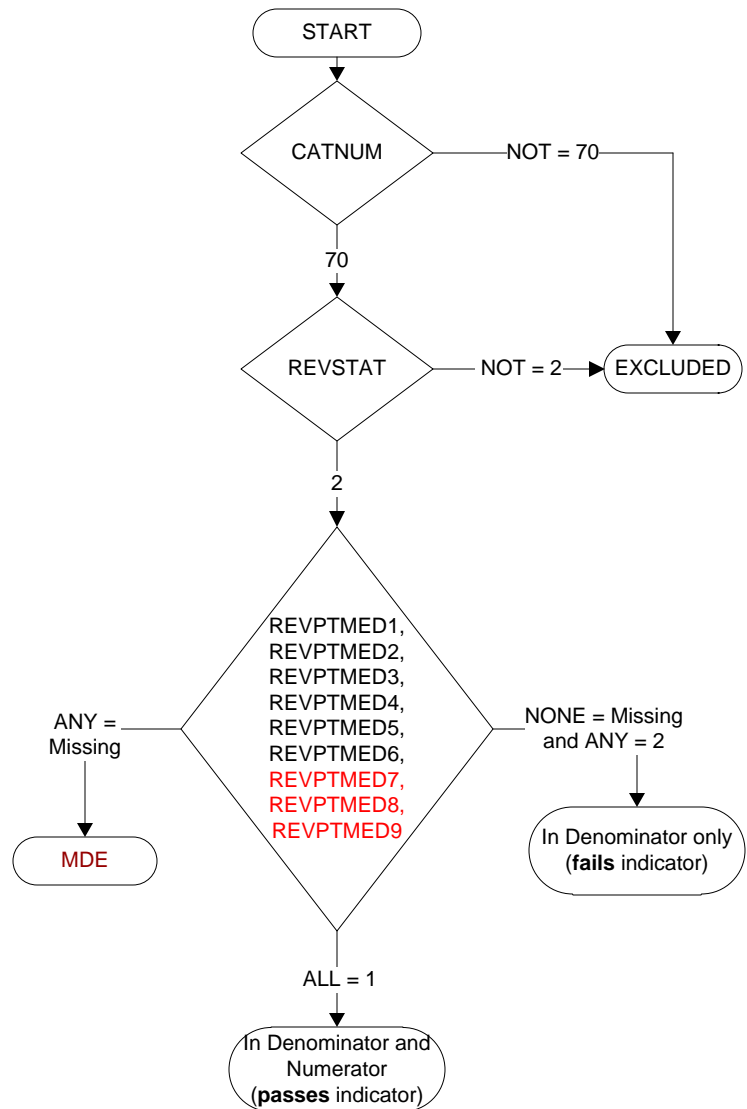 START
CATNUM
NOT = 70
70
REVSTAT
NOT = 2
EXCLUDED
2
REVPTMED1,
REVPTMED2,
REVPTMED3,
REVPTMED4,
REVPTMED5,
REVPTMED6,
REVPTMED7,
REVPTMED8,
REVPTMED9
ANY =
Missing
NONE = Missing
and ANY = 2
MDE
In Denominator only
(fails indicator)
ALL = 1
In Denominator and
Numerator
(passes indicator)